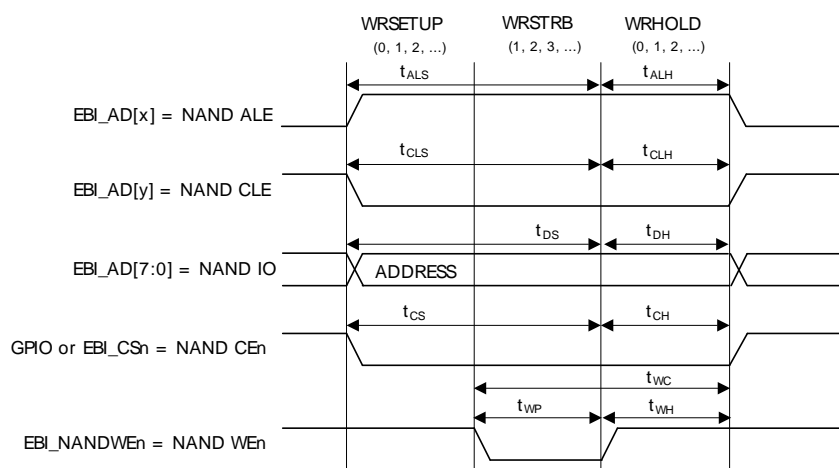 WRSETUP WRSTRB WRHOLD
(0, 1, 2, ...) (1, 2, 3, ...) (0, 1, 2, ...)
tALS tALH
EBI_AD[x] = NAND ALE
tCLS tCLH
EBI_AD[y] = NAND CLE
tDS tDH
EBI_AD[7:0] = NAND IO ADDRESS
tCS tCH
GPIO or EBI_CSn = NAND CEn
tWC
tWP tWH
EBI_NANDWEn = NAND WEn